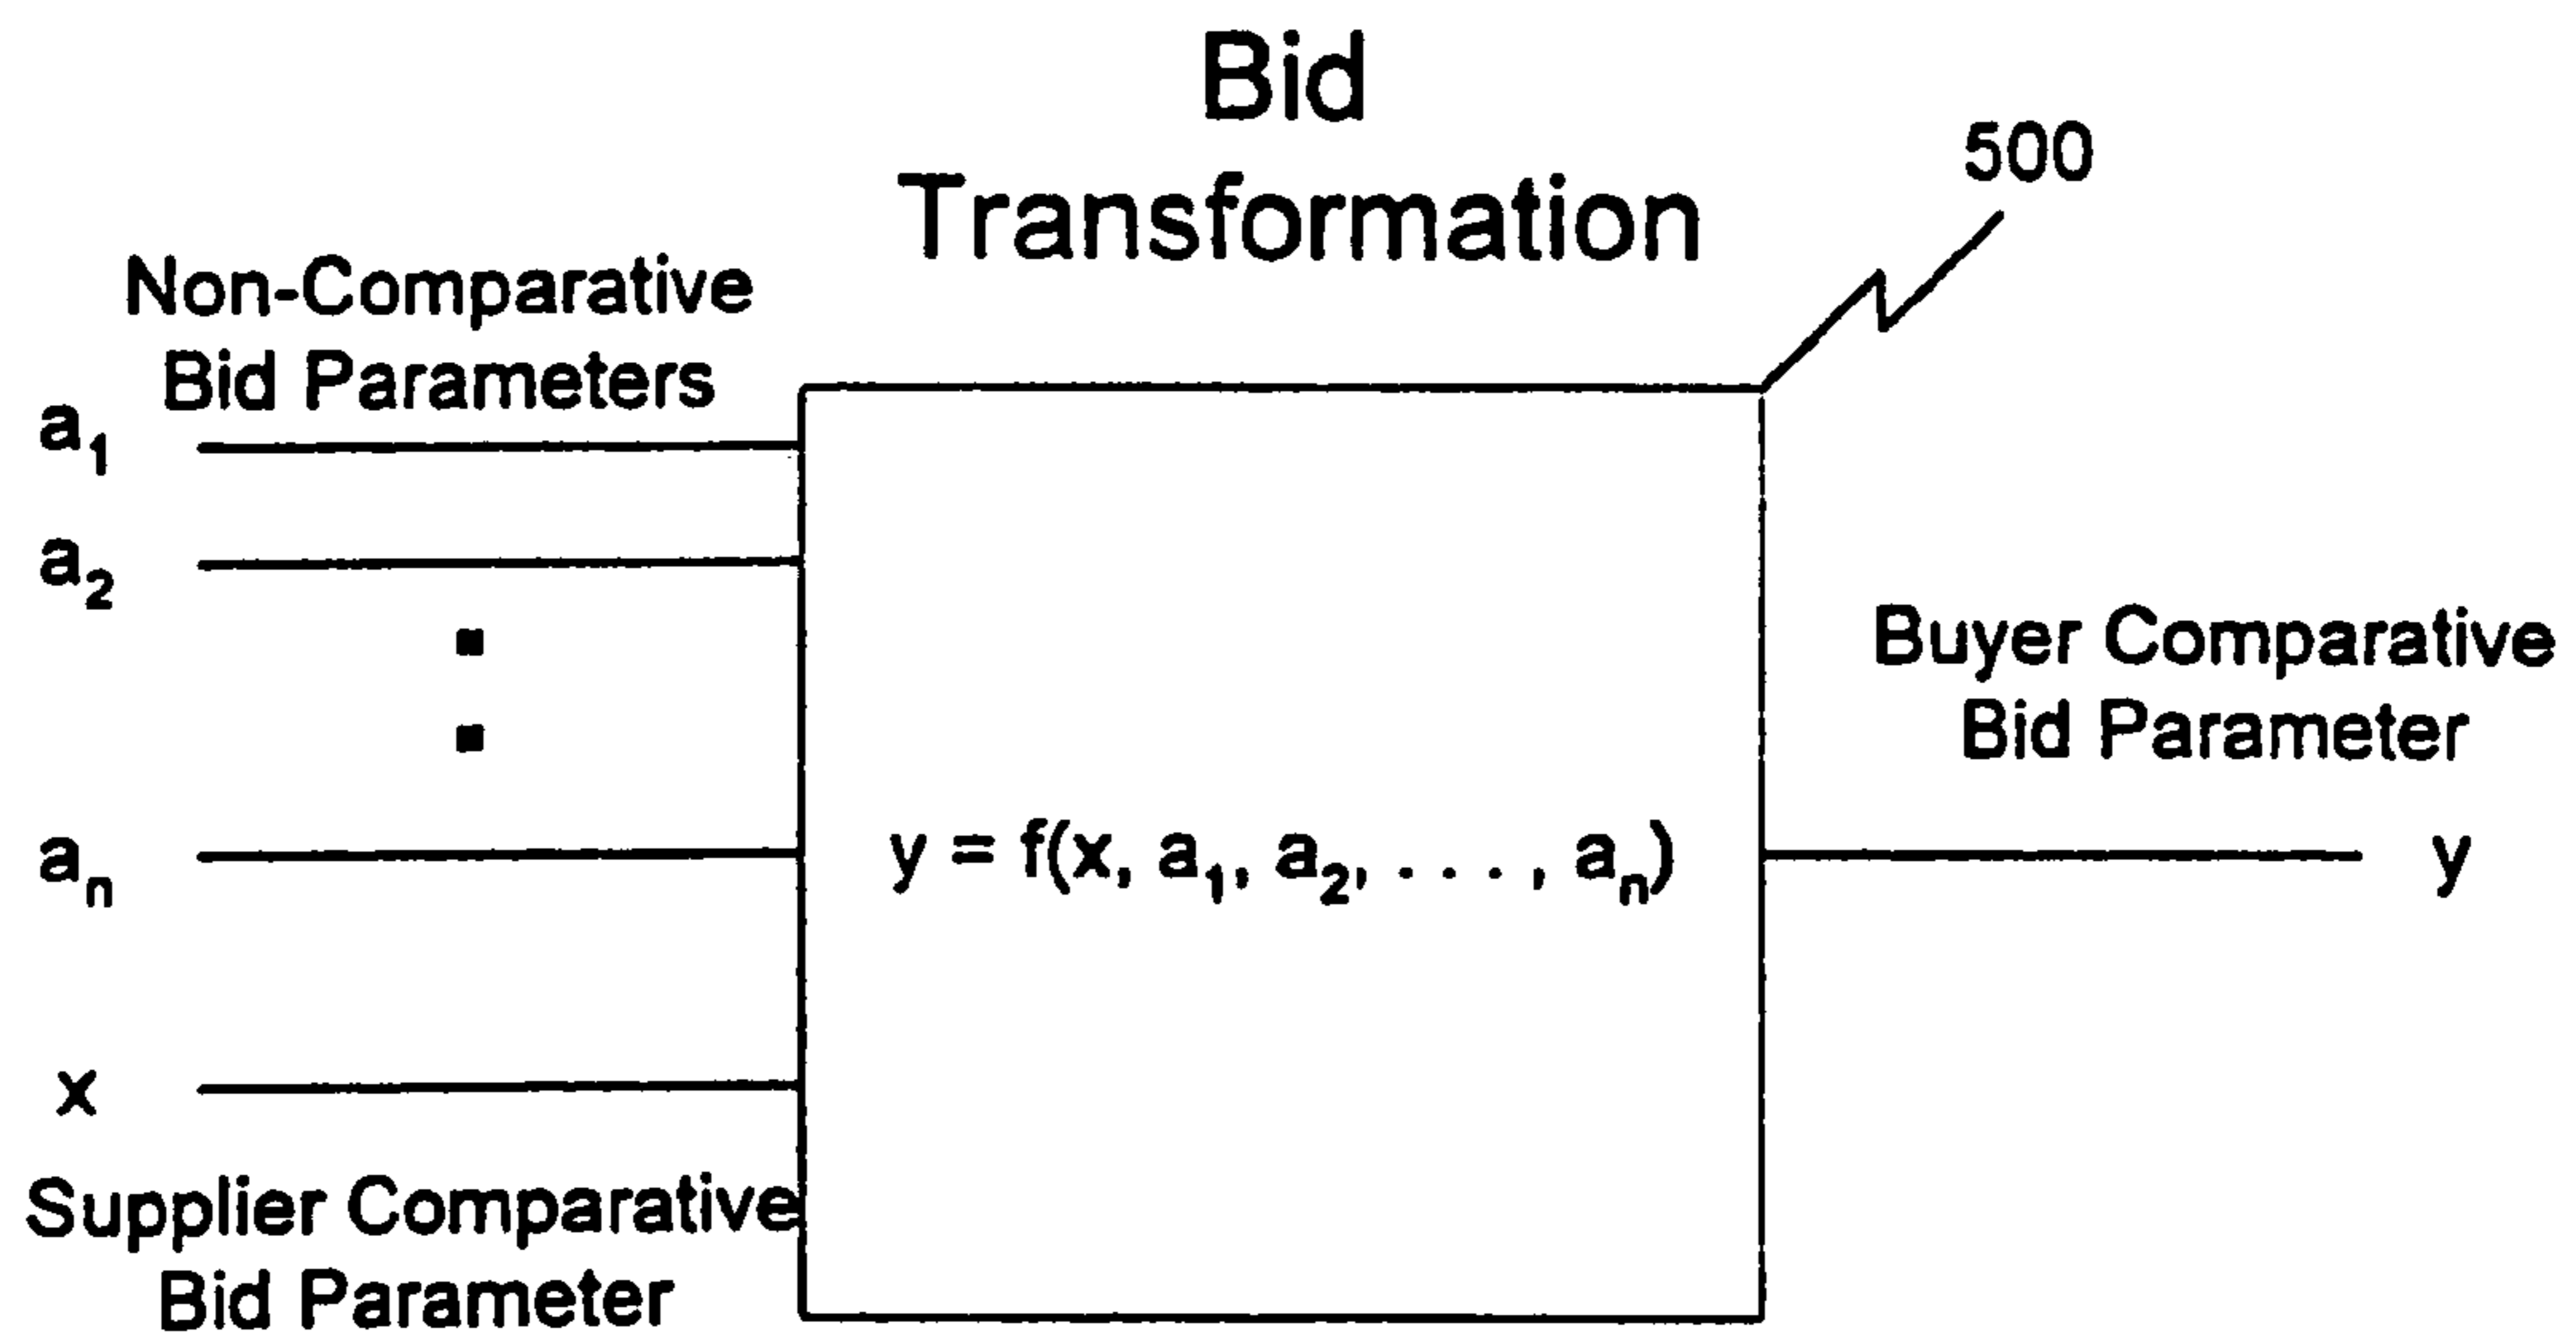 Bid
Transformation
500
Non-Comparative
Bid Parameters
a₁
a₂
aₙ
x
Supplier Comparative
Bid Parameter
y = f(x, a₁, a₂, . . . , aₙ)
Buyer Comparative
Bid Parameter
y